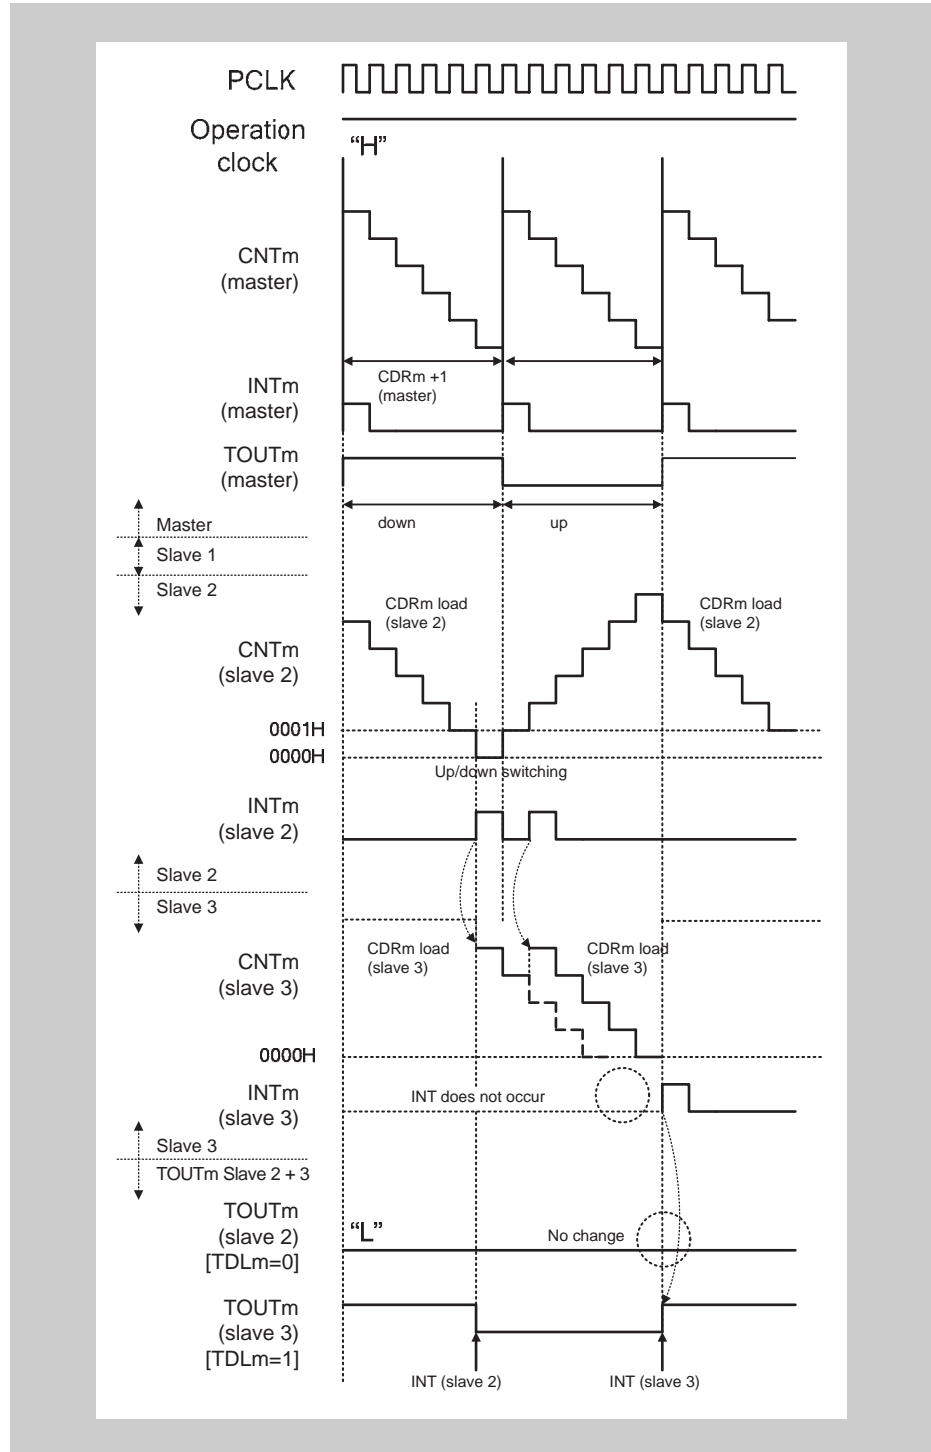 PCLK
Operation
clock
“H”
CNTm
(master)
CDRm +1
(master)
INTm
(master)
TOUTm
(master)
down
up
Master
Slave 1
Slave 2
CDRm load
(slave 2)
CDRm load
(slave 2)
CNTm
(slave 2)
0001H
0000H
Up/down switching
INTm
(slave 2)
Slave 2
Slave 3
CDRm load
(slave 3)
CDRm load
(slave 3)
CNTm
(slave 3)
0000H
INTm
(slave 3)
INT does not occur
Slave 3
TOUTm Slave 2 + 3
TOUTm
(slave 2)
[TDLm=0]
“L”
No change
TOUTm
(slave 3)
[TDLm=1]
INT (slave 2)
INT (slave 3)